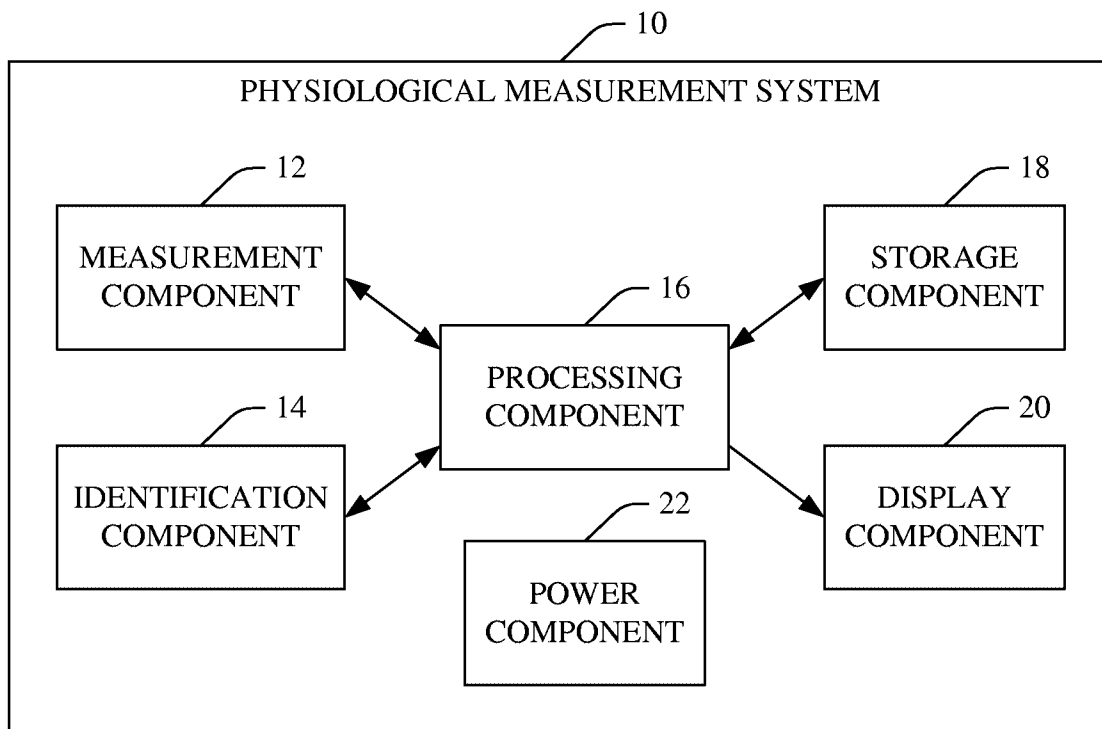 10
PHYSIOLOGICAL MEASUREMENT SYSTEM
12
MEASUREMENT
COMPONENT
18
STORAGE
COMPONENT
16
PROCESSING
COMPONENT
14
IDENTIFICATION
COMPONENT
20
DISPLAY
COMPONENT
22
POWER
COMPONENT